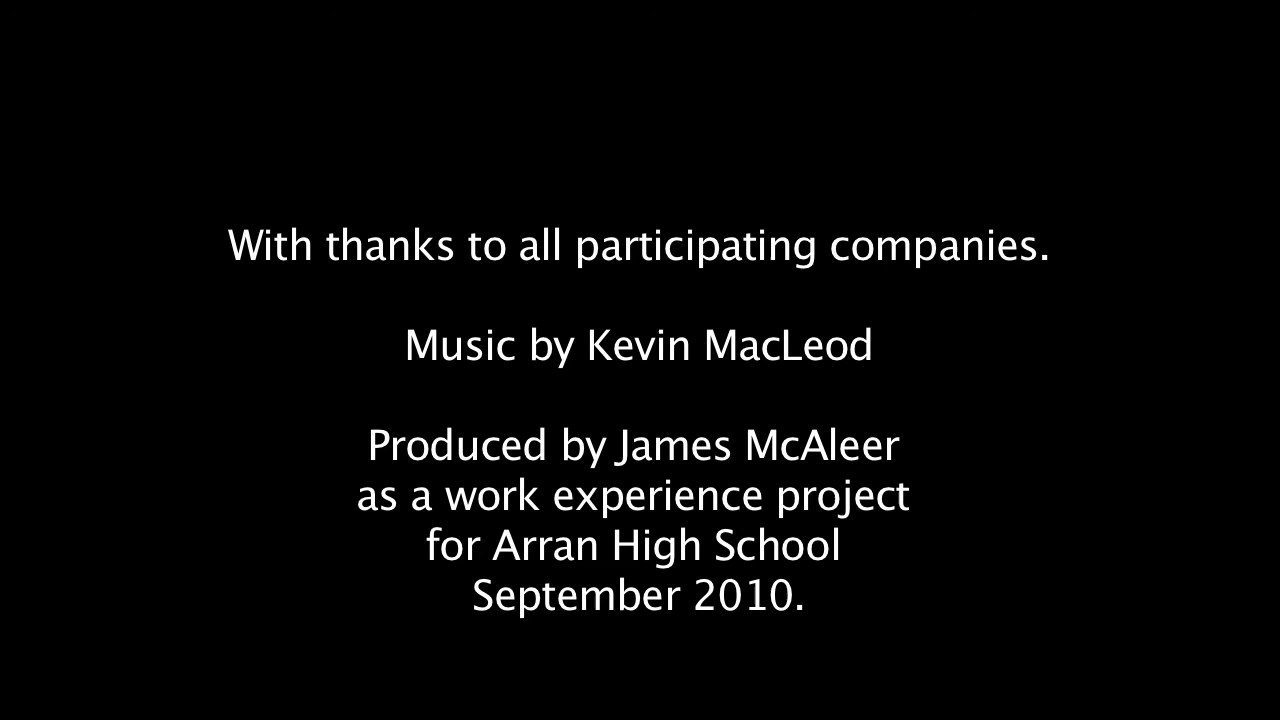 With thanks to all participating companies.
Music by Kevin MacLeod
Produced by James McAleer
as a work experience project
for Arran High School
September 2010.